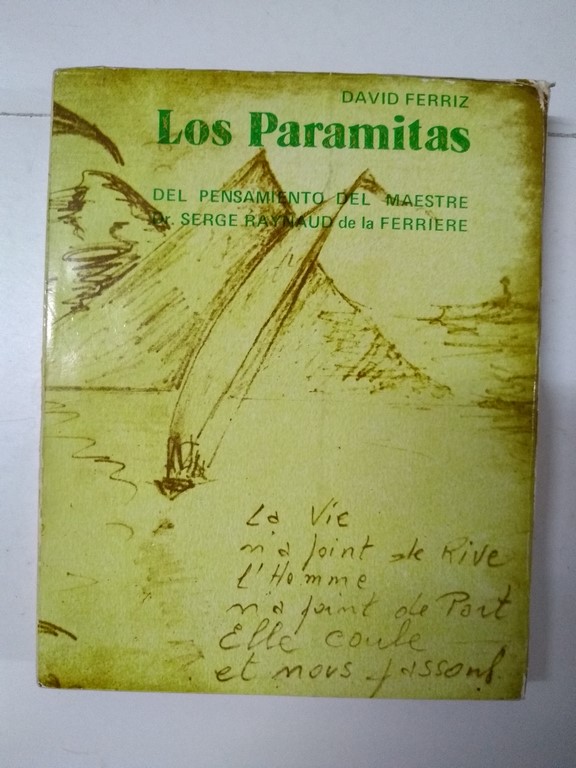 DAVID FERRIZ
Los Paramitas
DEL PENSAMIENTO DEL MAESTRE
Dr. SERGE RAYNAUD de la FERRIERE
La Vie
n'a point de Rive
l'Homme
n'a point de Port
Elle coule
et nous passons